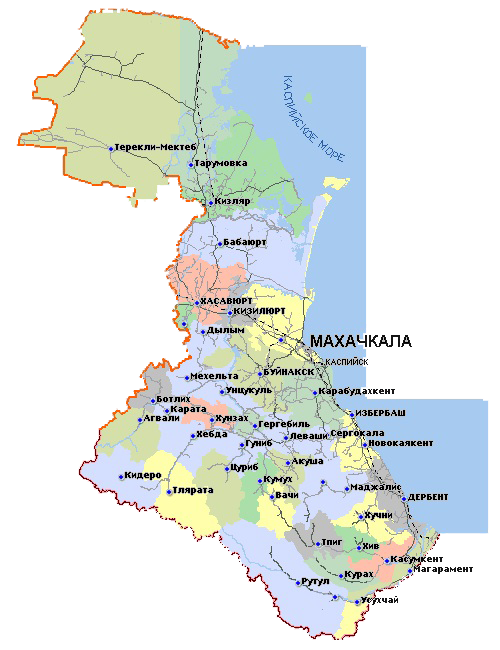 КАСПИЙСКОЕ МОРЕ
Терекли-Мектеб
Тарумовка
Кизляр
Бабаюрт
ХАСАВЮРТ
КИЗИЛЮРТ
Дылым
МАХАЧКАЛА
КАСПИЙСК
БУЙНАКСК
Мехельта
Унцукуль
Карабудахкент
Ботлих
Карата
ИЗБЕРБАШ
Агвали
Хунзах
Гергебиль
Хебда
Леваши
Сергокала
Гуниб
Новокаякент
Акуша
Цуриб
Кидеро
Кумух
Тлярата
Маджалис
Вачи
ДЕРБЕНТ
Хучни
Тпиг
Хив
Касумкент
Магарамент
Курах
Рутул
Усухчай